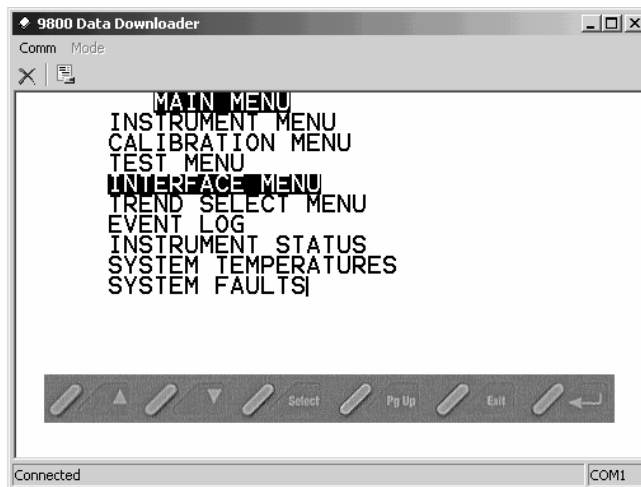 9800 Data Downloader
Comm Mode
MAIN MENU
INSTRUMENT MENU
CALIBRATION MENU
TEST MENU
INTERFACE MENU
TREND SELECT MENU
EVENT LOG
INSTRUMENT STATUS
SYSTEM TEMPERATURES
SYSTEM FAULTS
Select Pg Up Exit
Connected COM1